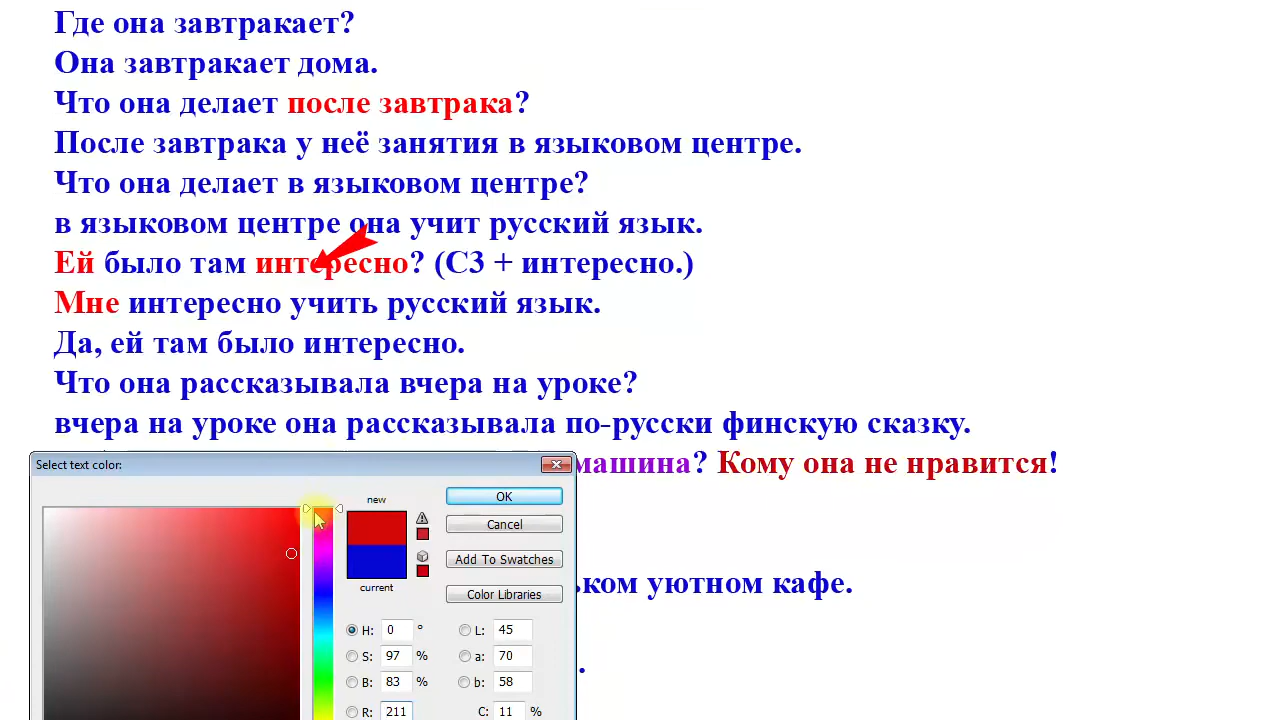 Где она завтракает?
Она завтракает дома.
Что она делает после завтрака?
После завтрака у неё занятия в языковом центре.
Что она делает в языковом центре?
в языковом центре она учит русский язык.
Ей было там интересно? (С3 + интересно.)
Мне интересно учить русский язык.
Да, ей там было интересно.
Что она рассказывала вчера на уроке?
вчера на уроке она рассказывала по-русски финскую сказку.
машина? Кому она не нравится!
Select text color:
new
OK
Cancel
Add To Swatches
current
Color Libraries
уютном кафе.
H: 0 °
L: 45
S: 97 %
a: 70
B: 83 %
b: 58
R: 211
C: 11 %